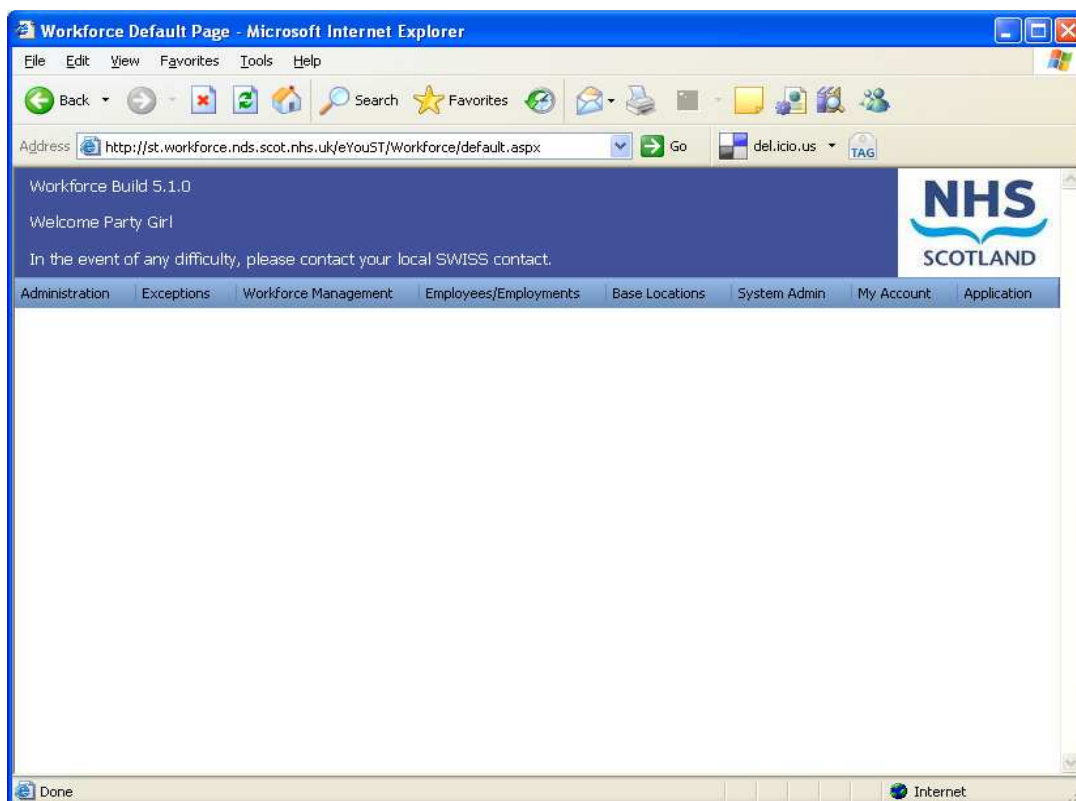 Workforce Default Page - Microsoft Internet Explorer
File Edit View Favorites Tools Help
Back Search Favorites
Address http://st.workforce.nds.scot.nhs.uk/eYouST/Workforce/default.aspx Go del.icio.us TAG
Workforce Build 5.1.0
Welcome Party Girl
In the event of any difficulty, please contact your local SWISS contact.
NHS
SCOTLAND
Administration Exceptions Workforce Management Employees/Employments Base Locations System Admin My Account Application
Done Internet